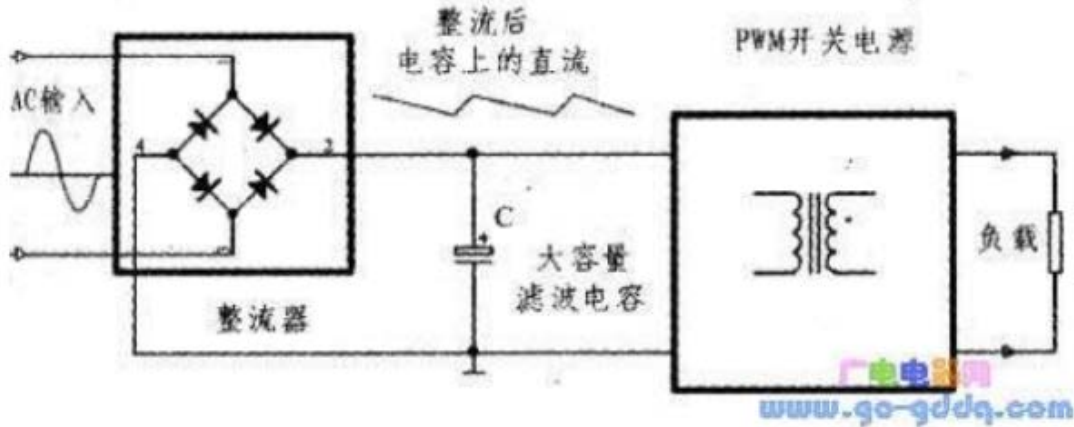 整流后
电容上的直流
PWM开关电源
AC输入
4
2
C
+
大容量
滤波电容
负载
整流器
广电电器网
www.go-gddq.com